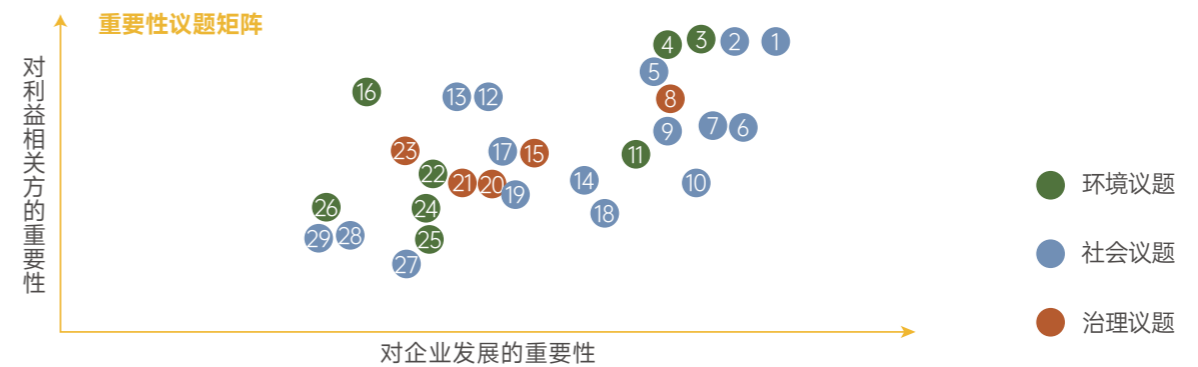 重要性议题矩阵
对利益相关方的重要性
4 3 2 1
5
16 13 12 8
9 7 6
23 17 15 11
22 21 20 19 14 10
26 24 18
29 28 25
27
环境议题
社会议题
治理议题
对企业发展的重要性